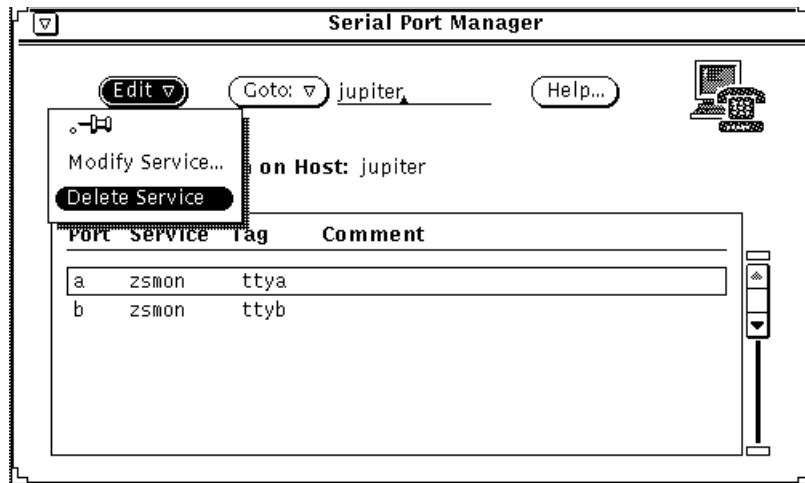 Serial Port Manager
Edit Goto: jupiter Help...
Modify Service...
on Host: jupiter
Delete Service
Port Service Tag Comment
a zsmon ttya
b zsmon ttyb